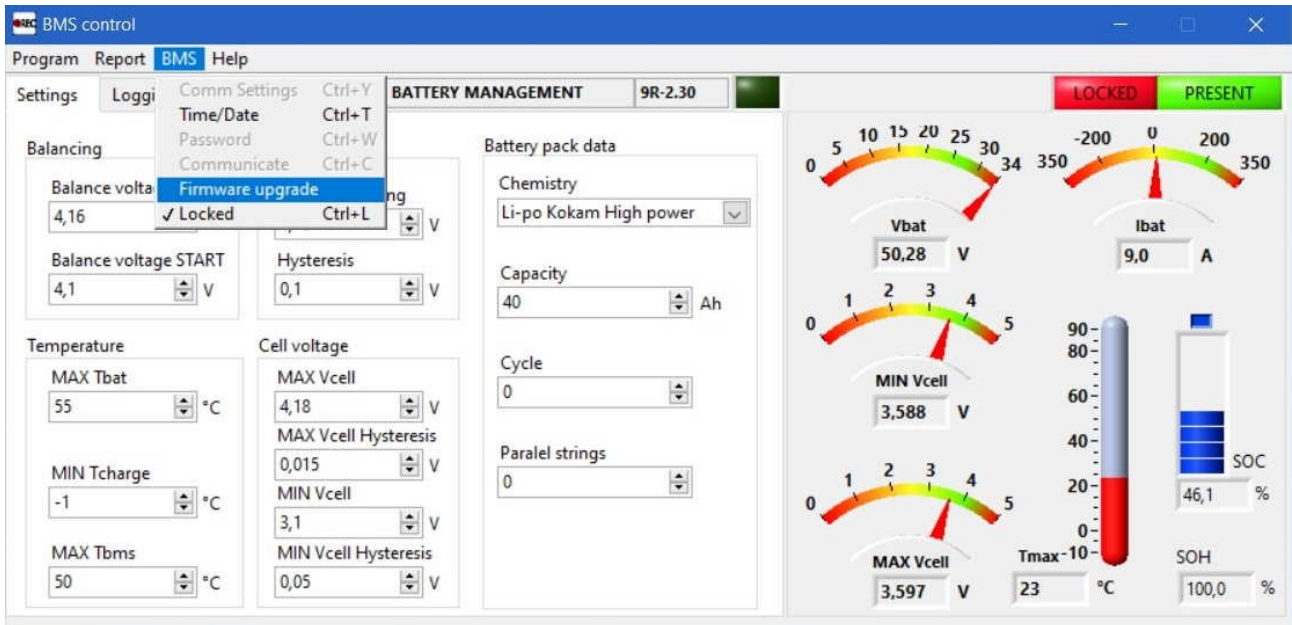 REC BMS control
Program Report BMS Help
Settings Loggi BATTERY MANAGEMENT 9R-2.30 LOCKED PRESENT
Comm Settings Ctrl+Y
Time/Date Ctrl+T
Password Ctrl+W
Communicate Ctrl+C
Firmware upgrade
✓ Locked Ctrl+L
Balancing
Balance volta
4,16
ng
V
Balance voltage START
4,1 V
Hysteresis
0,1 V
Temperature
MAX Tbat
55 °C
MIN Tcharge
-1 °C
MAX Tbms
50 °C
Cell voltage
MAX Vcell
4,18 V
MAX Vcell Hysteresis
0,015 V
MIN Vcell
3,1 V
MIN Vcell Hysteresis
0,05 V
Battery pack data
Chemistry
Li-po Kokam High power
Capacity
40 Ah
Cycle
0
Paralel strings
0
0 5 10 15 20 25 30 34
Vbat
50,28 V
350 -200 0 200 350
Ibat
9,0 A
0 1 2 3 4 5
MIN Vcell
3,588 V
0 1 2 3 4 5
MAX Vcell
3,597 V
90
80
60
40
20
0
-10
Tmax
23 °C
SOC
46,1 %
SOH
100,0 %